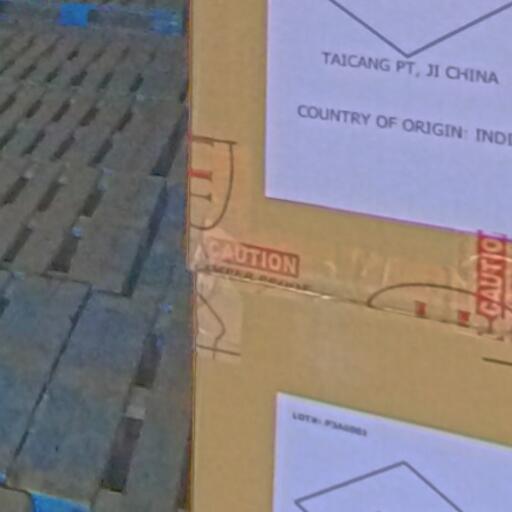 TAICANG PT, JI CHINA
COUNTRY OF ORIGIN: INDI
CAUTION
CAUTIO